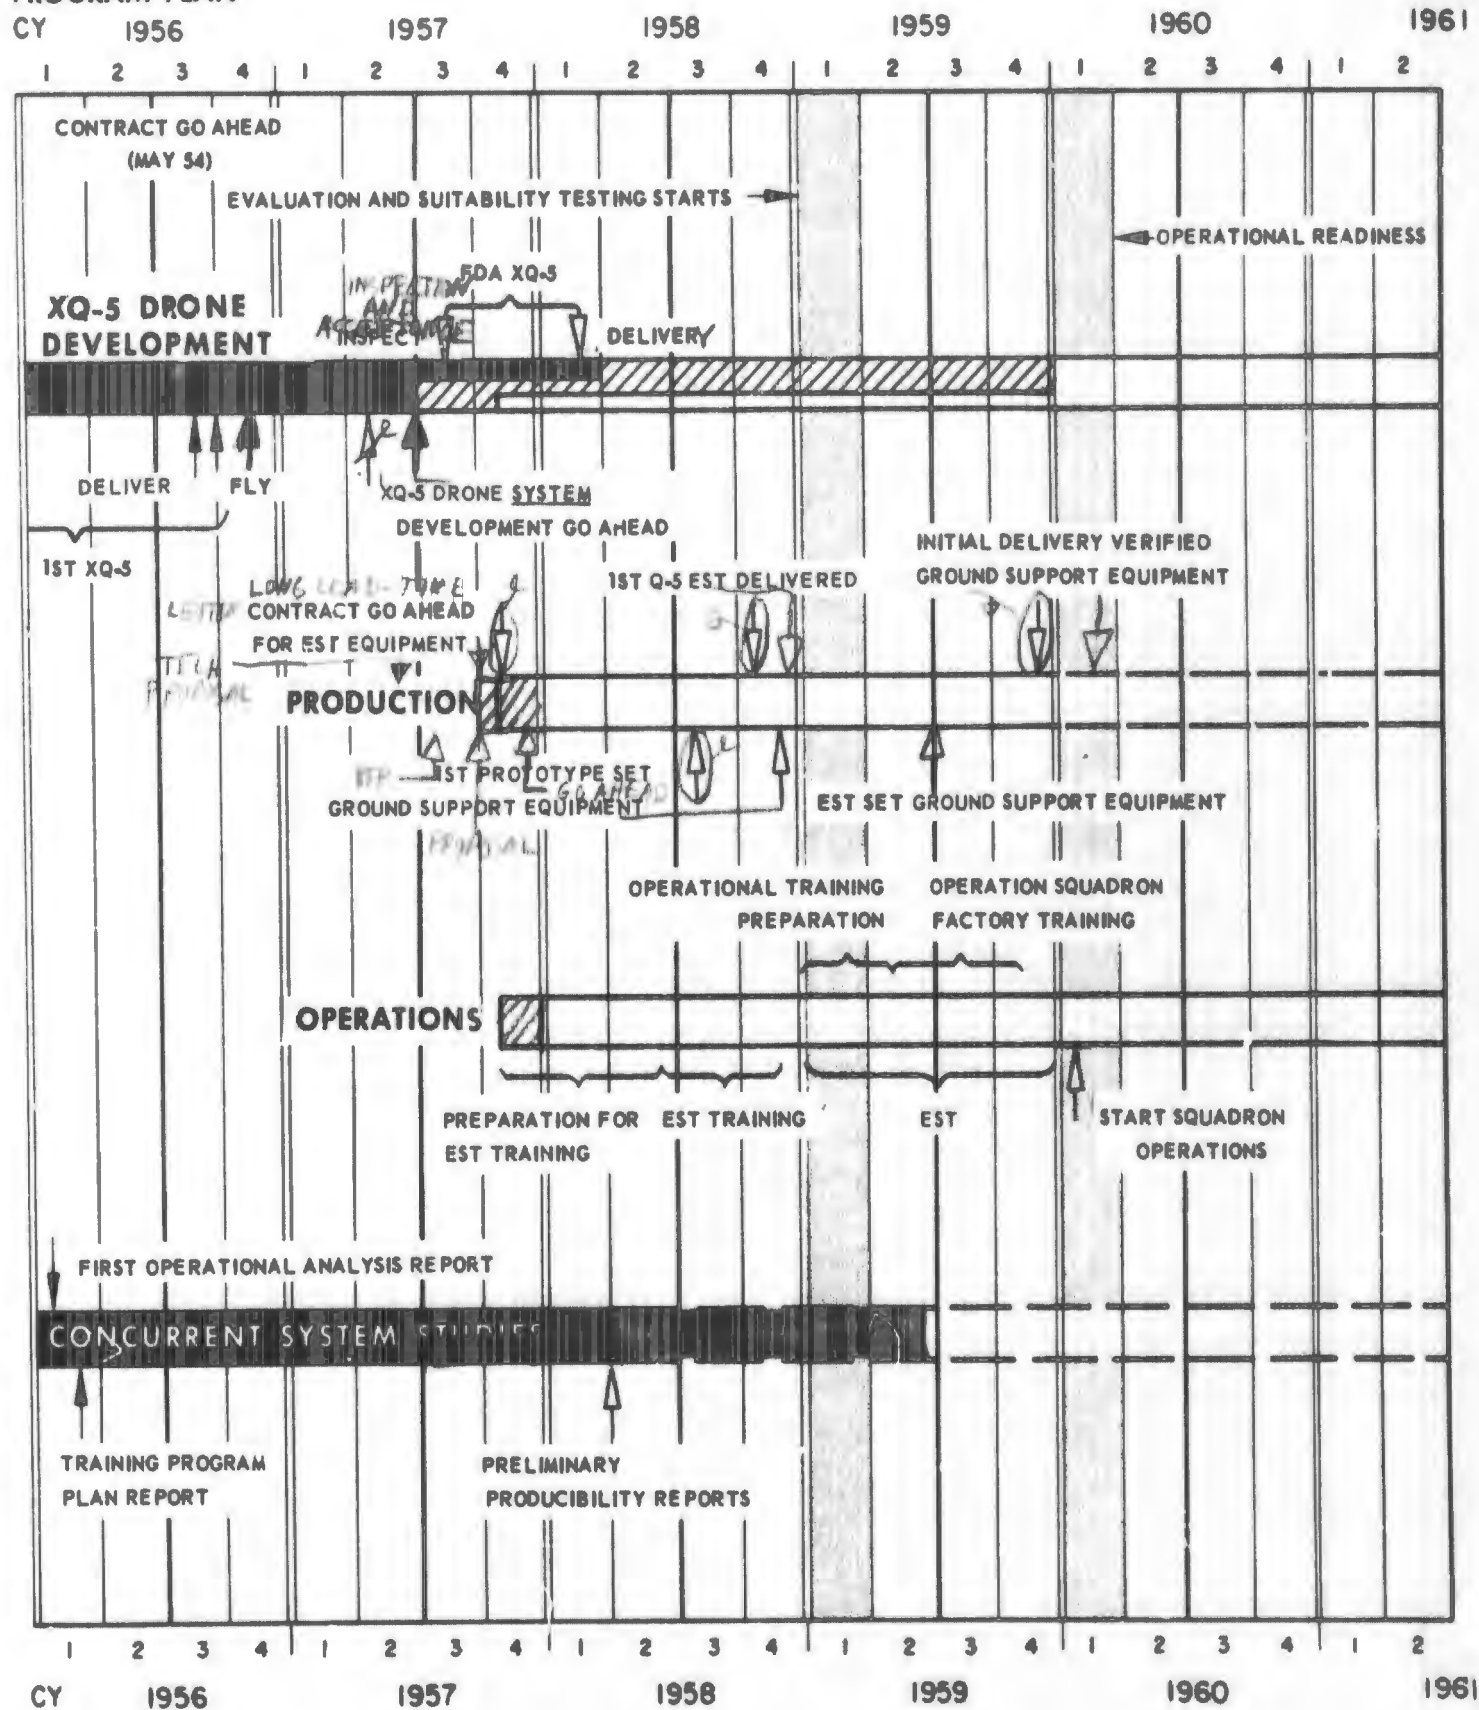 PROGRAM PLAN
CY 1956 1957 1958 1959 1960 1961
1 2 3 4 1 2 3 4 1 2 3 4 1 2 3 4 1 2 3 4 1 2
CONTRACT GO AHEAD
(MAY 54)
EVALUATION AND SUITABILITY TESTING STARTS
OPERATIONAL READINESS
FDA XQ-5
INSPECTION
AND
ACCEPTANCE
INSPECT
DELIVERY
XQ-5 DRONE
DEVELOPMENT
DELIVER FLY
XQ-5 DRONE SYSTEM
DEVELOPMENT GO AHEAD
1ST XQ-5
INITIAL DELIVERY VERIFIED
GROUND SUPPORT EQUIPMENT
1ST Q-5 EST DELIVERED
LONG LEAD-TIME
LETTER CONTRACT GO AHEAD
FOR EST EQUIPMENT
PRODUCTION
1ST PROTOTYPE SET
GO AHEAD
GROUND SUPPORT EQUIPMENT
EST SET GROUND SUPPORT EQUIPMENT
PROPOSAL
OPERATIONAL TRAINING
PREPARATION
OPERATION SQUADRON
FACTORY TRAINING
OPERATIONS
PREPARATION FOR
EST TRAINING
EST TRAINING
EST
START SQUADRON
OPERATIONS
FIRST OPERATIONAL ANALYSIS REPORT
CONCURRENT SYSTEM STUDIES
TRAINING PROGRAM
PLAN REPORT
PRELIMINARY
PRODUCIBILITY REPORTS
1 2 3 4 1 2 3 4 1 2 3 4 1 2 3 4 1 2 3 4 1 2
CY 1956 1957 1958 1959 1960 1961